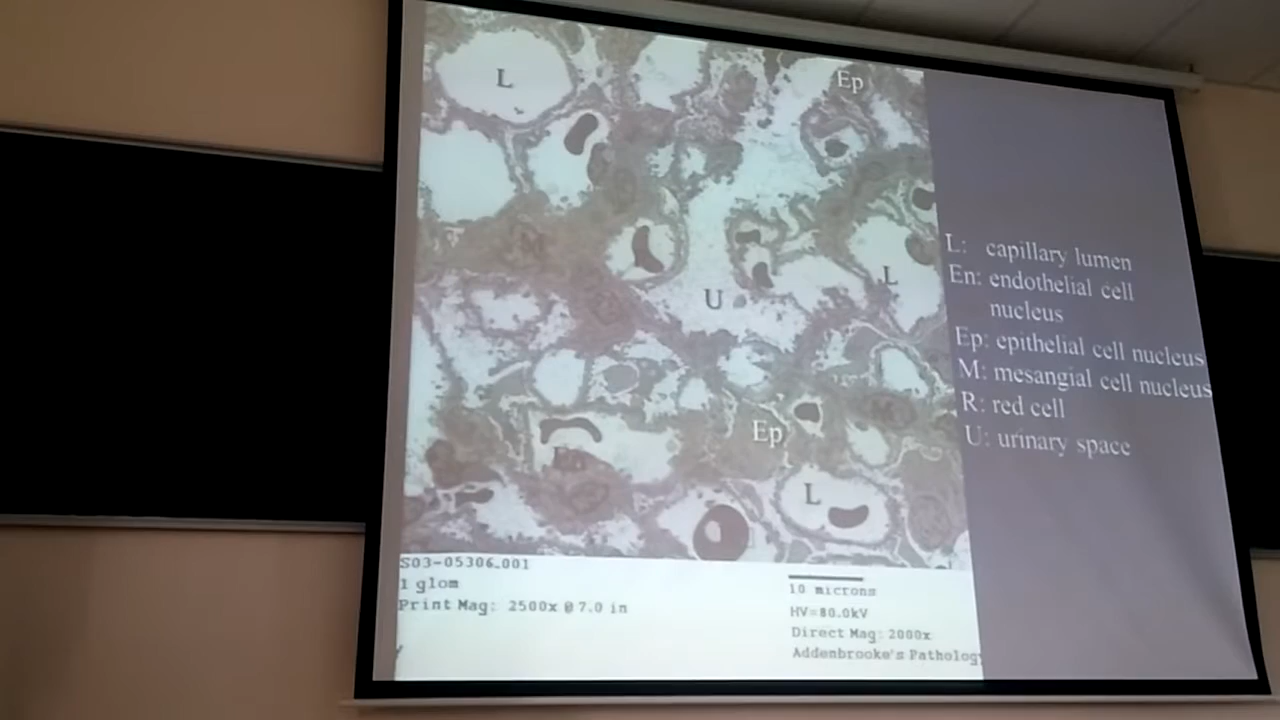 L
Ep
M
L
U
Ep
En
L
L: capillary lumen
En: endothelial cell
nucleus
Ep: epithelial cell nucleus
M: mesangial cell nucleus
R: red cell
U: urinary space
S03-05306.001
1 glom
Print Mag: 2500x @ 7.0 in
10 microns
HV=80.0kV
Direct Mag: 2000x
Addenbrooke's Pathology